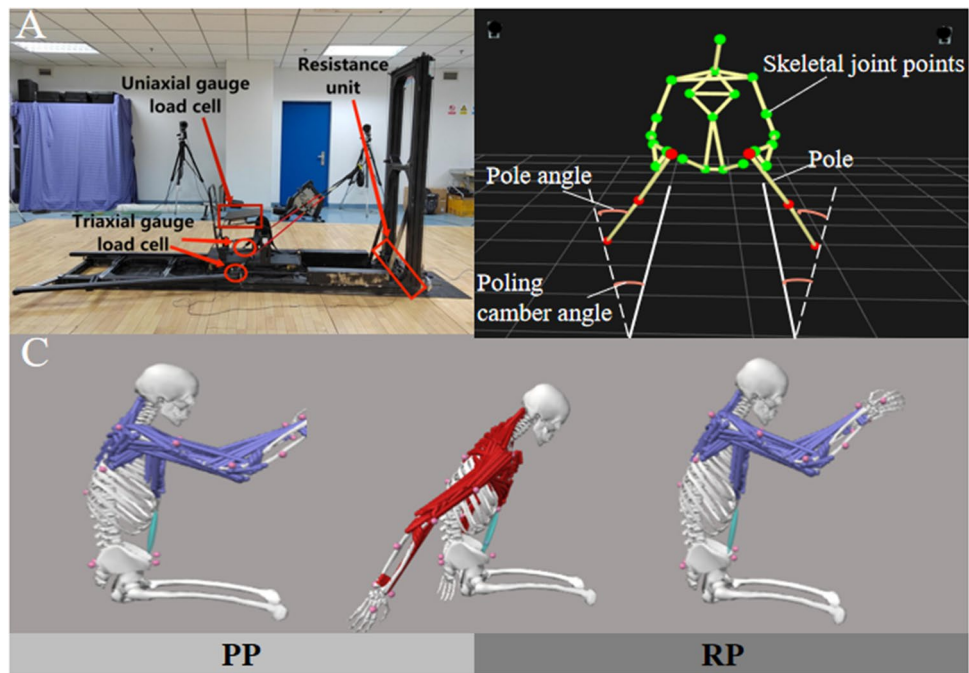 A
Uniaxial gauge
load cell
Resistance
unit
Triaxial gauge
load cell
Skeletal joint points
Pole angle
Pole
Poling
camber angle
C
PP
RP